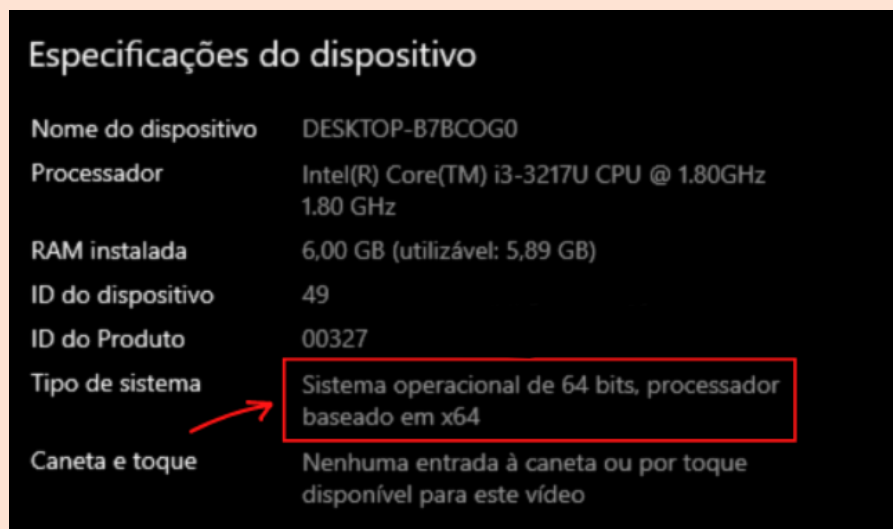 Especificações do dispositivo
Nome do dispositivo DESKTOP-B7BCOG0
Processador Intel(R) Core(TM) i3-3217U CPU @ 1.80GHz
1.80 GHz
RAM instalada 6,00 GB (utilizável: 5,89 GB)
ID do dispositivo 49
ID do Produto 00327
Tipo de sistema Sistema operacional de 64 bits, processador
baseado em x64
Caneta e toque Nenhuma entrada à caneta ou por toque
disponível para este vídeo